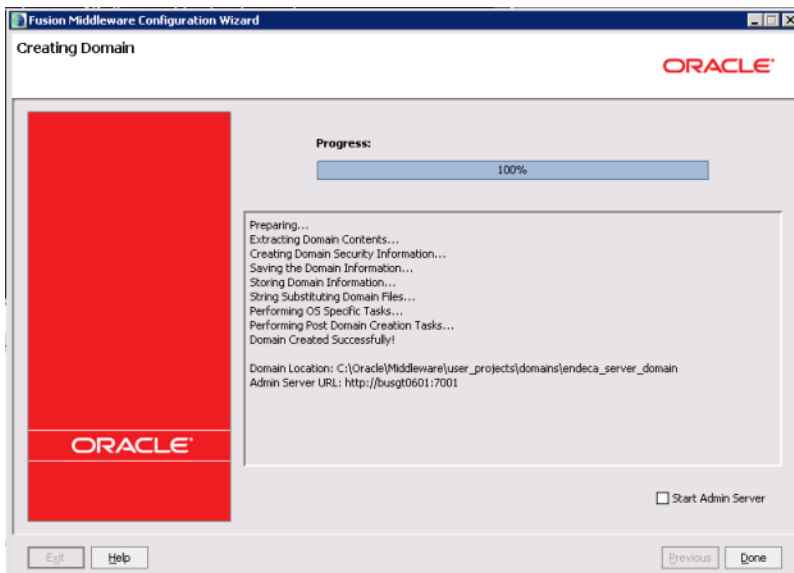 Fusion Middleware Configuration Wizard
Creating Domain
ORACLE
Progress:
100%
Preparing...
Extracting Domain Contents...
Creating Domain Security Information...
Saving the Domain Information...
Storing Domain Information...
String Substituting Domain Files...
Performing OS Specific Tasks...
Performing Post Domain Creation Tasks...
Domain Created Successfully!
Domain Location: C:\Oracle\Middleware\user_projects\domains\endeca_server_domain
Admin Server URL: http://busgt0601:7001
ORACLE
Start Admin Server
Exit Help Previous Done